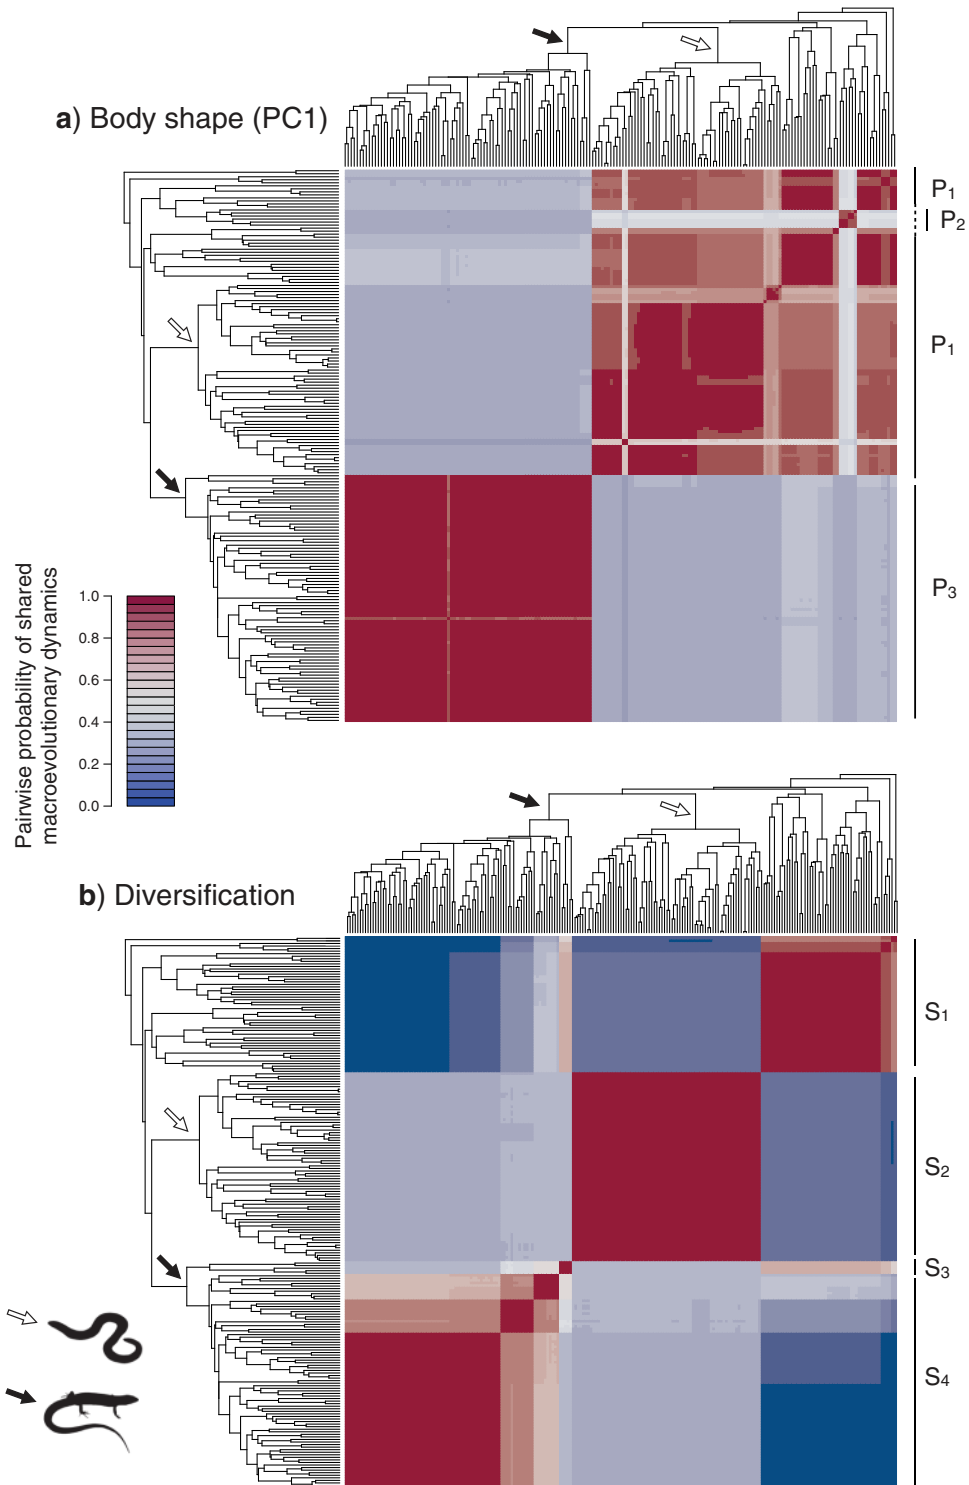 a) Body shape (PC1)
P1
P2
P1
P3
Pairwise probability of shared
macroevolutionary dynamics
1.0
0.8
0.6
0.4
0.2
0.0
b) Diversification
S1
S2
S3
S4